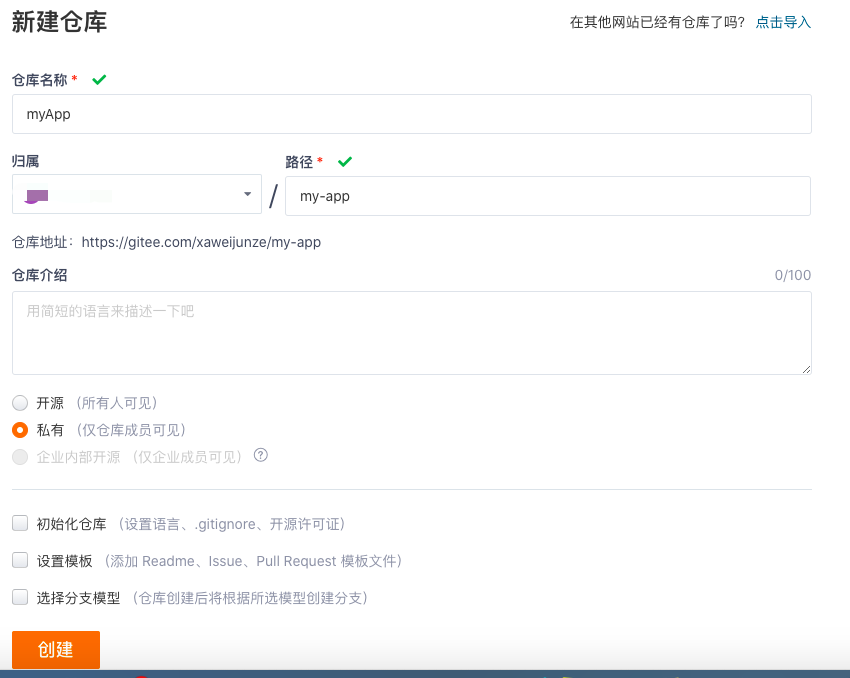 新建仓库
在其他网站已经有仓库了吗? 点击导入
仓库名称 *
myApp
归属
路径 *
/ my-app
仓库地址：https://gitee.com/xaweijunze/my-app
仓库介绍 0/100
用简短的语言来描述一下吧
开源 （所有人可见）
私有 （仅仓库成员可见）
企业内部开源 （仅企业成员可见） ?
初始化仓库 （设置语言、.gitignore、开源许可证）
设置模板 （添加 Readme、Issue、Pull Request 模板文件）
选择分支模型 （仓库创建后将根据所选模型创建分支）
创建